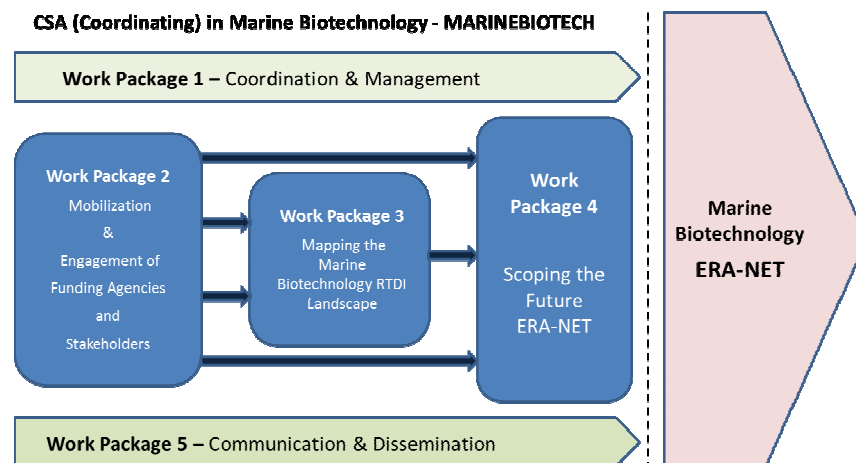 CSA (Coordinating) in Marine Biotechnology - MARINEBIOTECH
Work Package 1 – Coordination & Management
Work Package 2
Mobilization
&
Engagement of
Funding Agencies
and
Stakeholders
Work Package 3
Mapping the
Marine
Biotechnology RTDI
Landscape
Work
Package 4
Scoping the
Future
ERA-NET
Marine
Biotechnology
ERA-NET
Work Package 5 – Communication & Dissemination